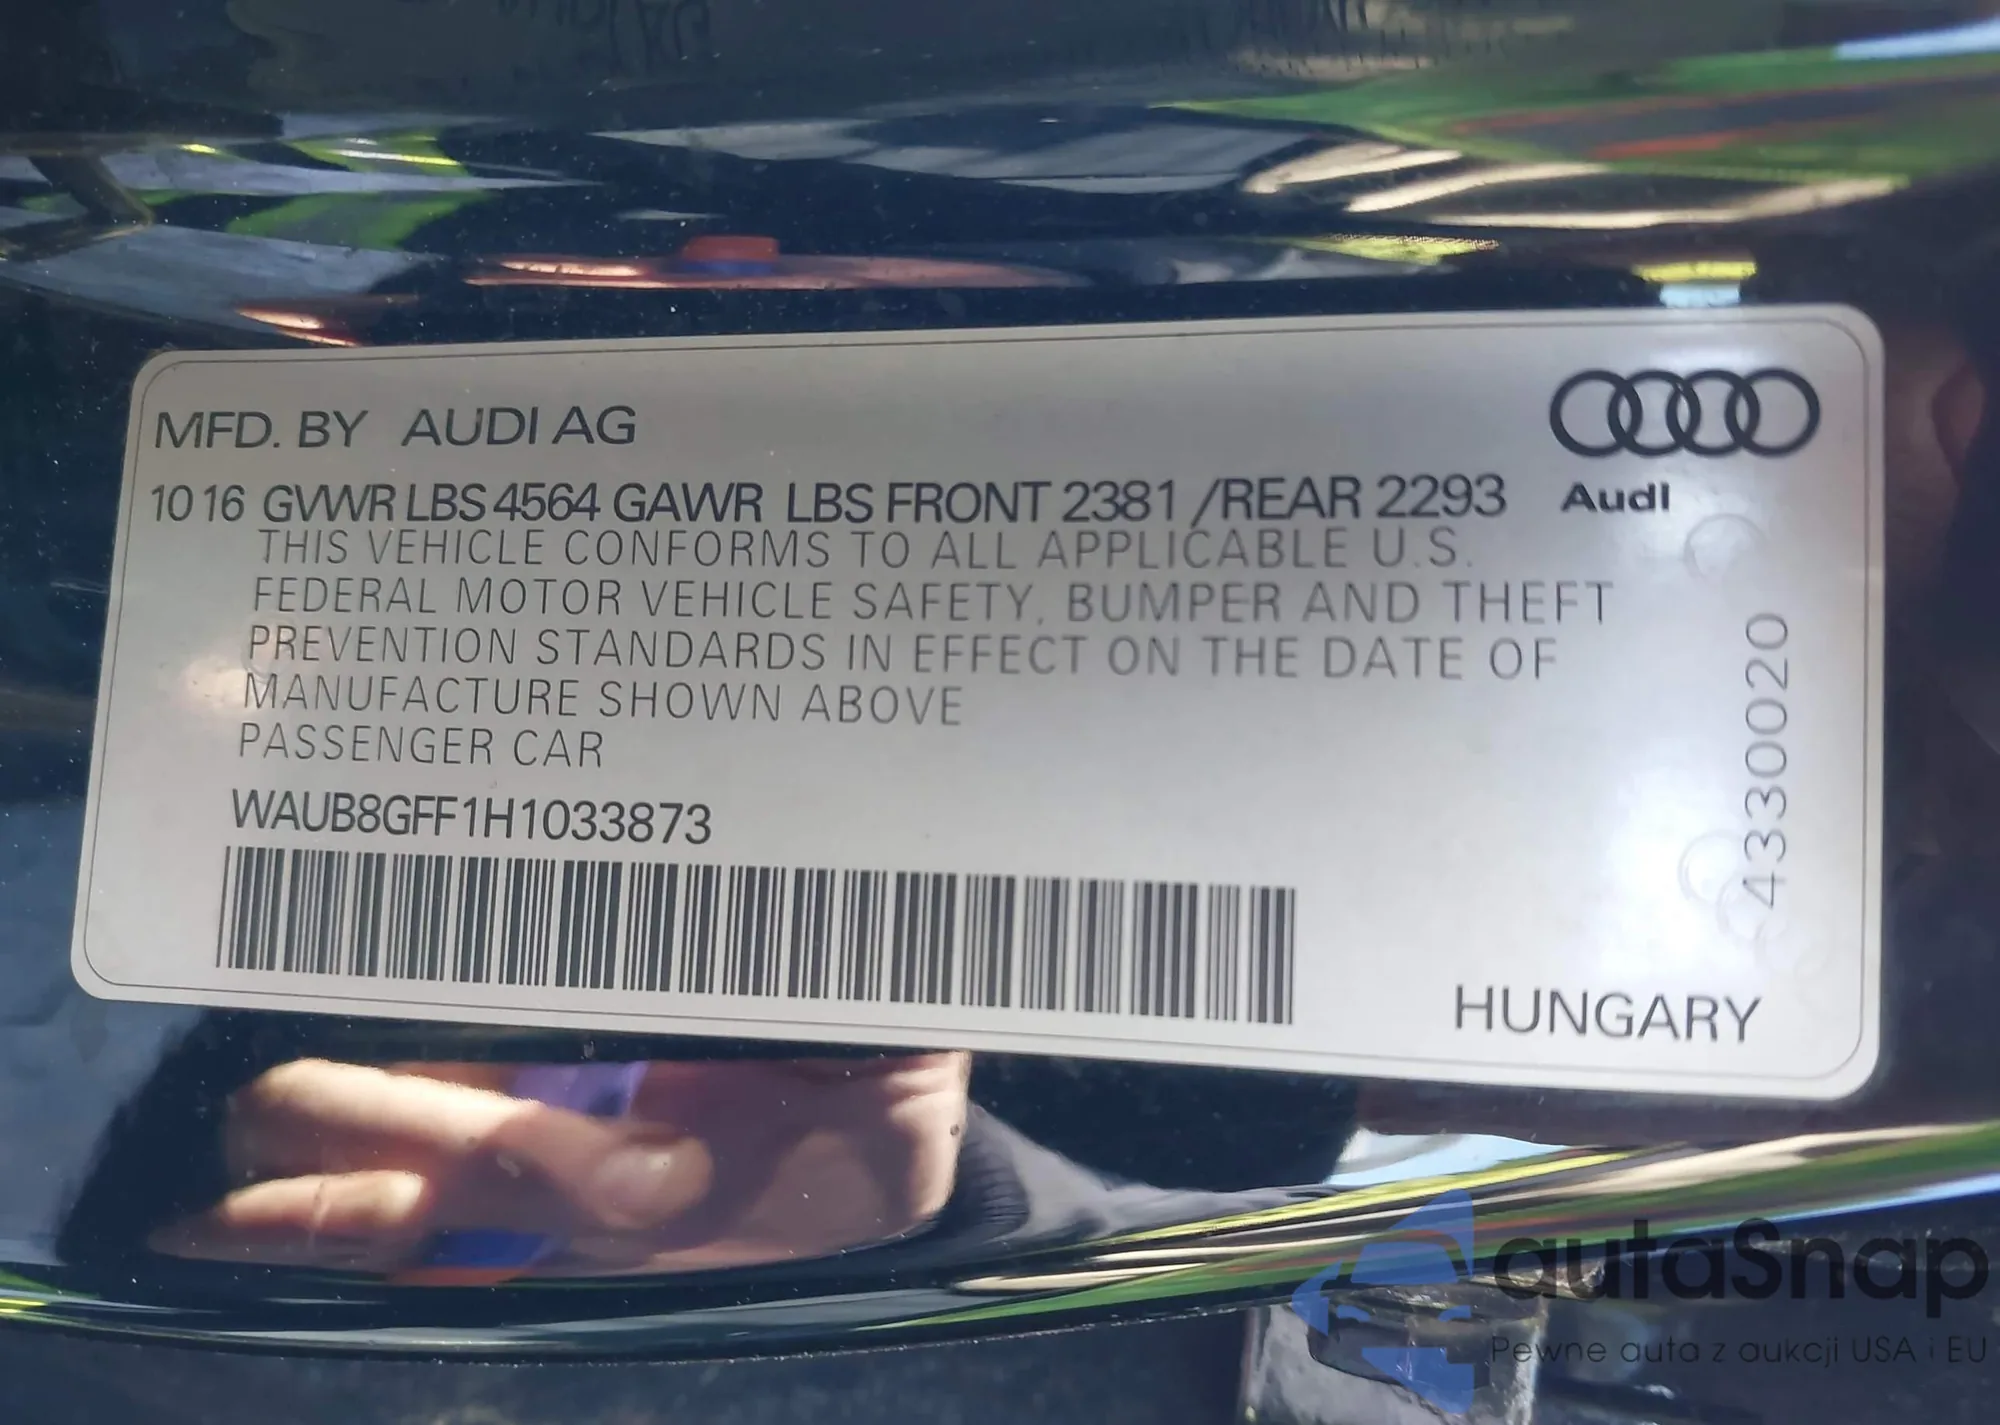 MFD. BY AUDI AG
Audi
10 16 GVWR LBS 4564 GAWR LBS FRONT 2381 /REAR 2293
THIS VEHICLE CONFORMS TO ALL APPLICABLE U.S.
FEDERAL MOTOR VEHICLE SAFETY, BUMPER AND THEFT
PREVENTION STANDARDS IN EFFECT ON THE DATE OF
MANUFACTURE SHOWN ABOVE
PASSENGER CAR
WAUB8GFF1H1033873
43300020
HUNGARY
autaSnap
Pewne auta z aukcji USA i EU